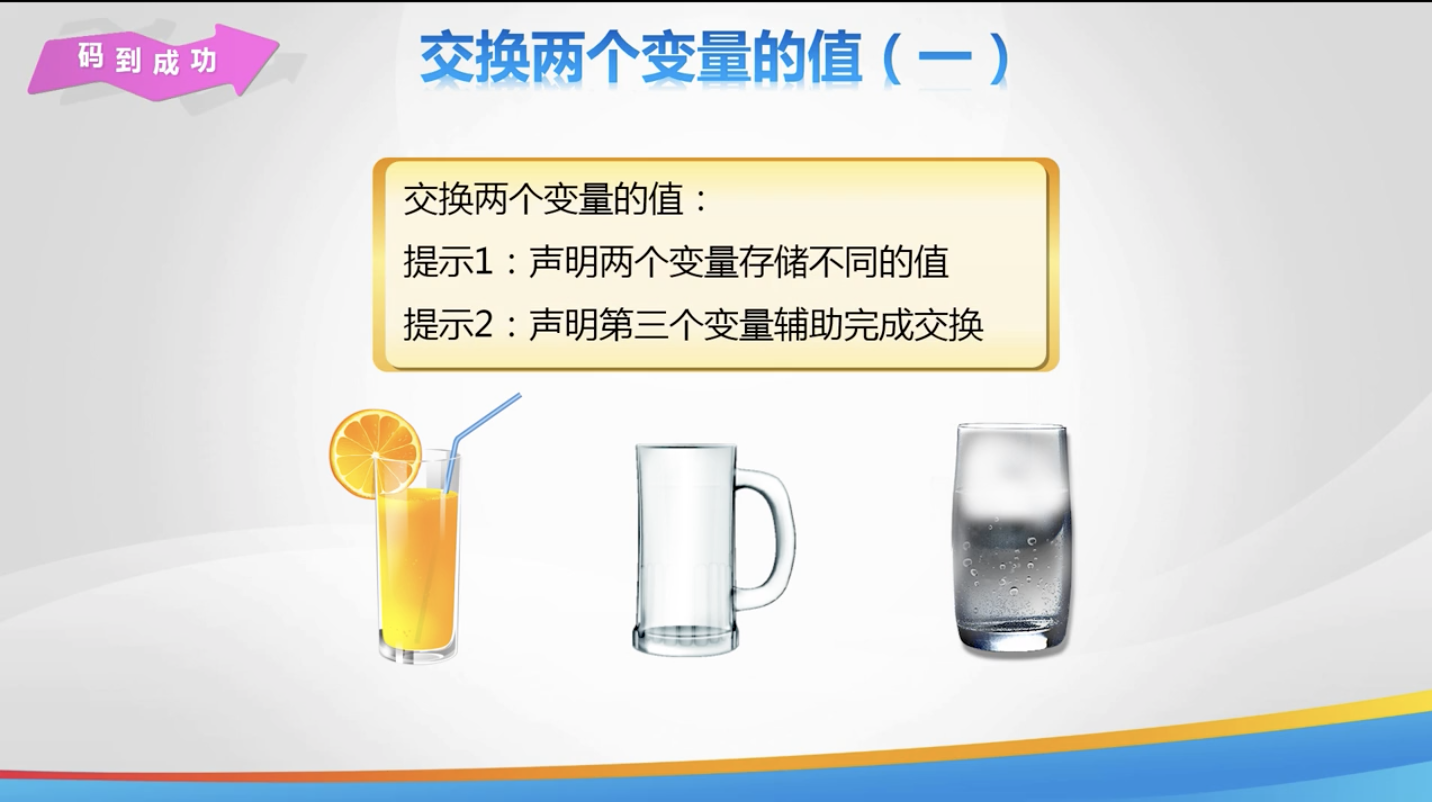 码到成功
交换两个变量的值（一）
交换两个变量的值：
提示1：声明两个变量存储不同的值
提示2：声明第三个变量辅助完成交换